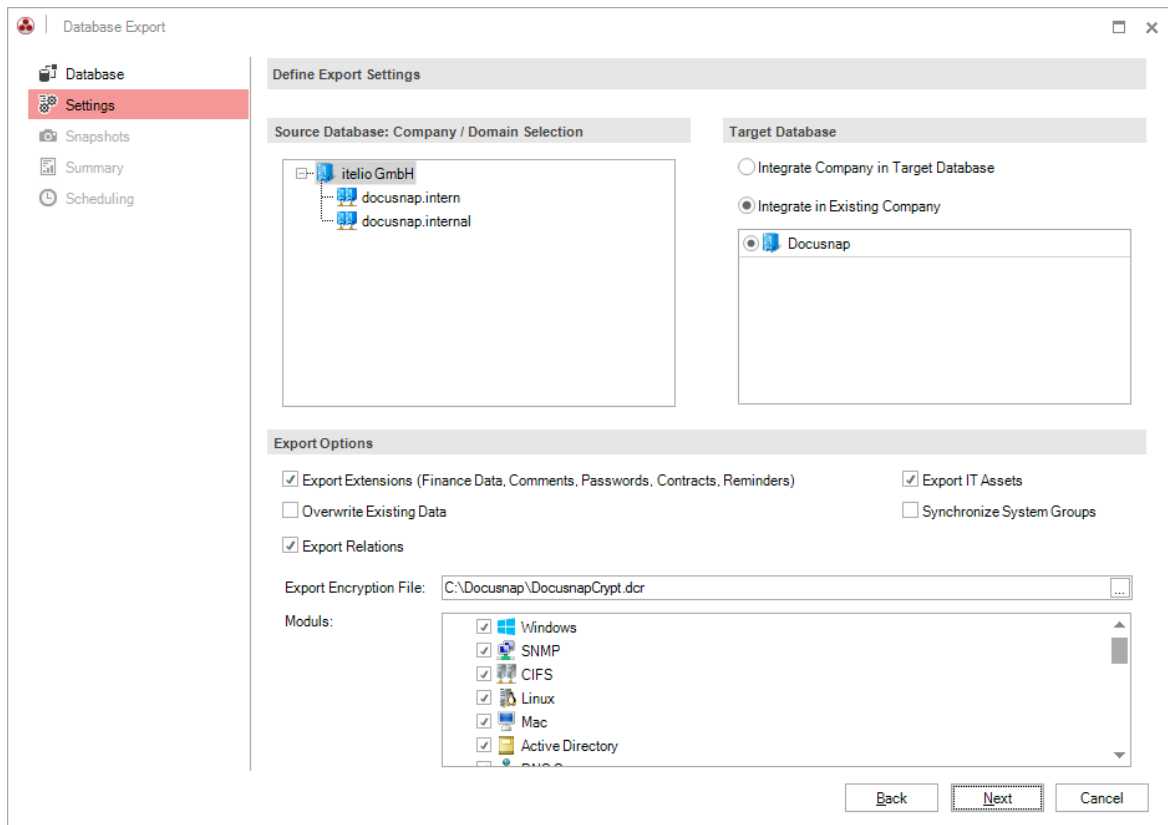 Database Export
Database
Settings
Snapshots
Summary
Scheduling
Define Export Settings
Source Database: Company / Domain Selection
itelio GmbH
docusnap.intern
docusnap.internal
Target Database
Integrate Company in Target Database
Integrate in Existing Company
Docusnap
Export Options
Export Extensions (Finance Data, Comments, Passwords, Contracts, Reminders)
Export IT Assets
Overwrite Existing Data
Synchronize System Groups
Export Relations
Export Encryption File: C:\Docusnap\DocusnapCrypt.dcr ...
Moduls:
Windows
SNMP
CIFS
Linux
Mac
Active Directory
Back Next Cancel